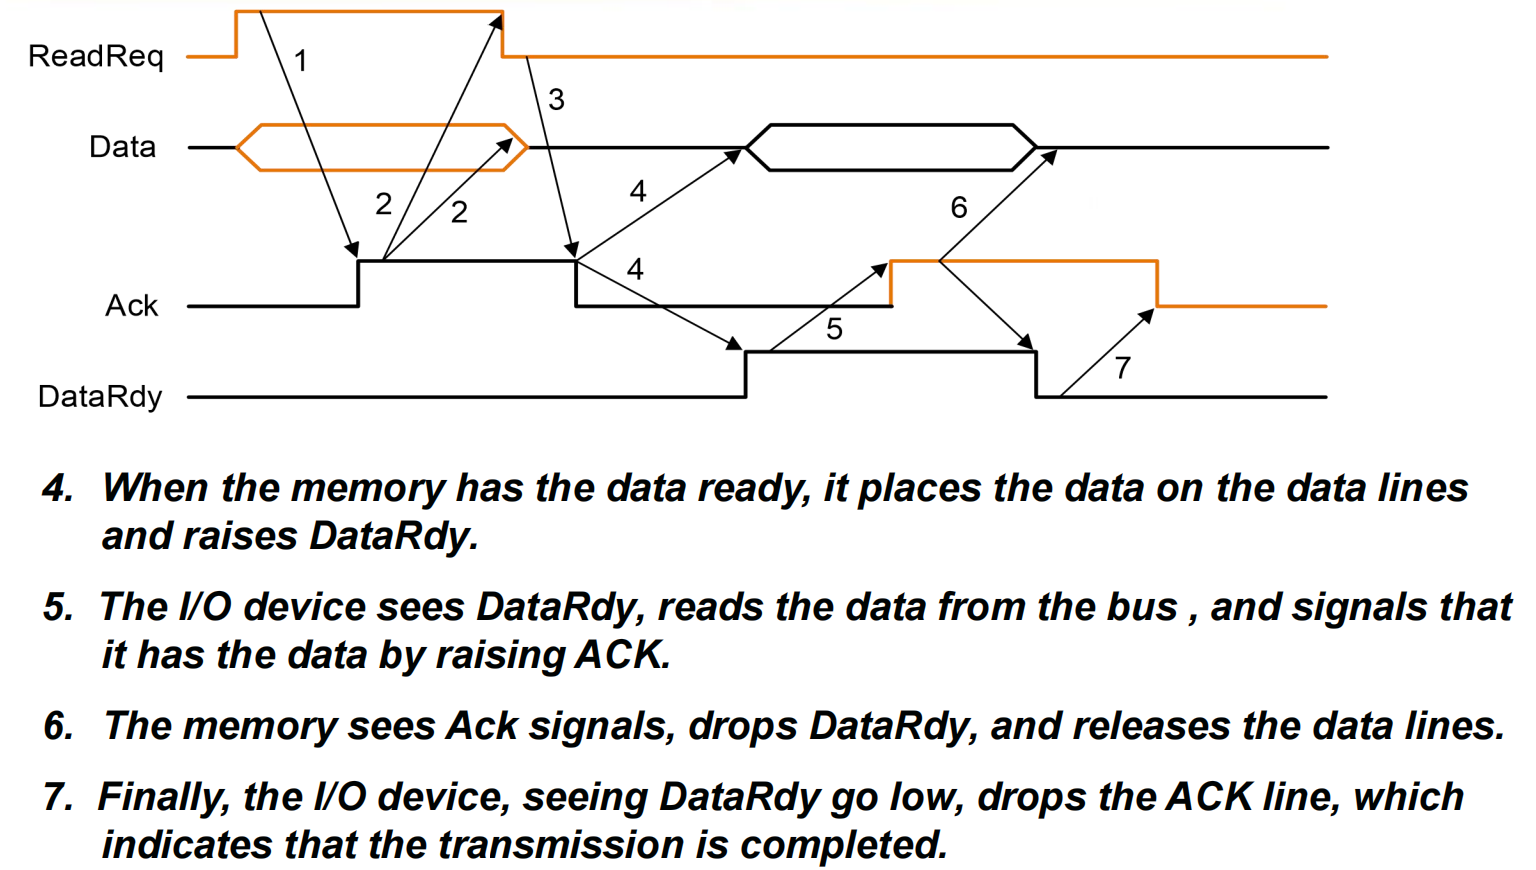 ReadReq
1
3
Data
2
2
4
6
4
Ack
5
7
DataRdy
4. When the memory has the data ready, it places the data on the data lines
and raises DataRdy.
5. The I/O device sees DataRdy, reads the data from the bus , and signals that
it has the data by raising ACK.
6. The memory sees Ack signals, drops DataRdy, and releases the data lines.
7. Finally, the I/O device, seeing DataRdy go low, drops the ACK line, which
indicates that the transmission is completed.